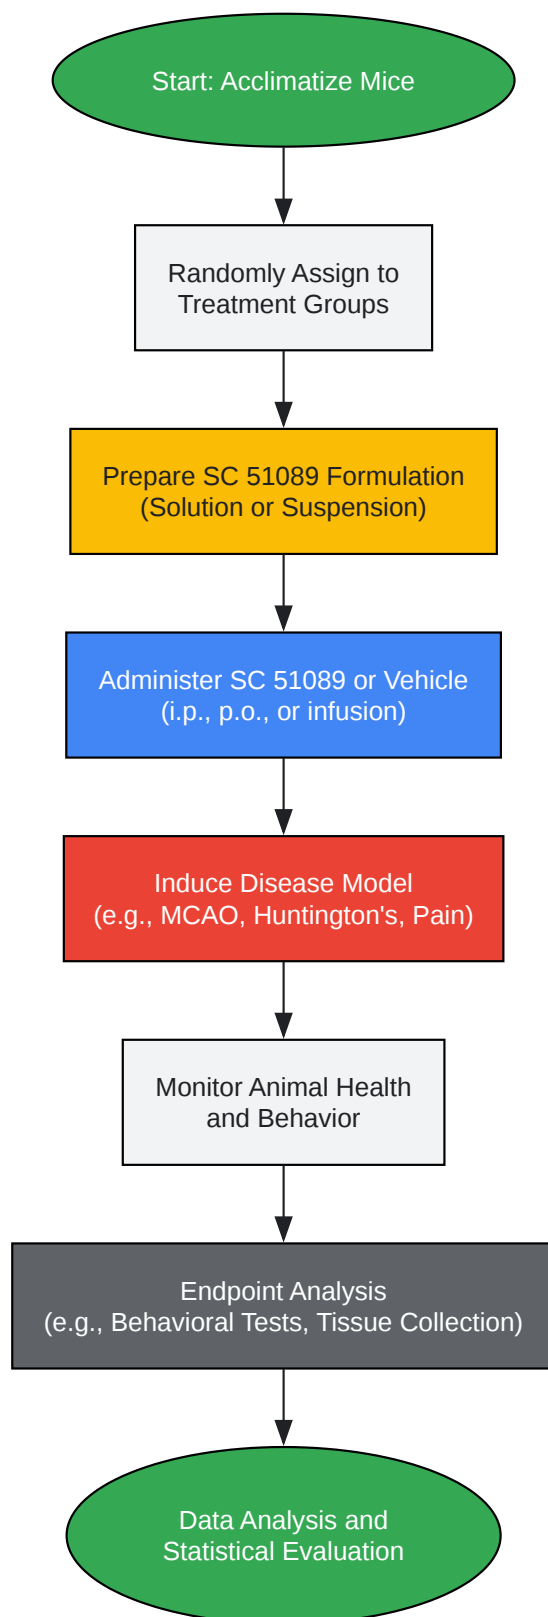 Start: Acclimatize Mice
Randomly Assign to
Treatment Groups
Prepare SC 51089 Formulation
(Solution or Suspension)
Administer SC 51089 or Vehicle
(i.p., p.o., or infusion)
Induce Disease Model
(e.g., MCAO, Huntington's, Pain)
Monitor Animal Health
and Behavior
Endpoint Analysis
(e.g., Behavioral Tests, Tissue Collection)
Data Analysis and
Statistical Evaluation